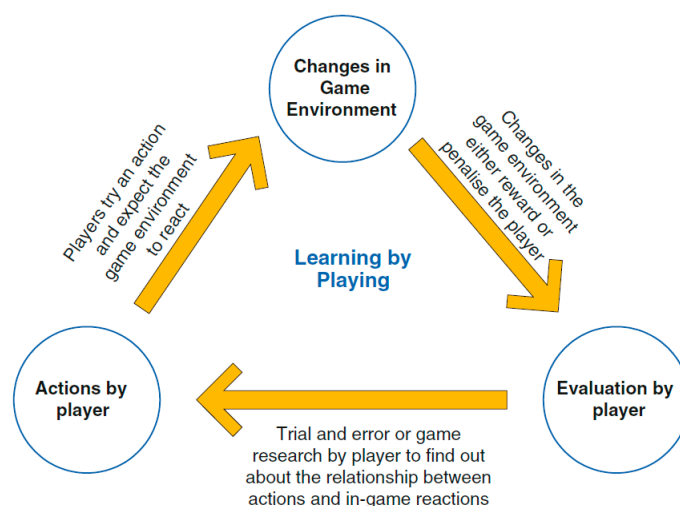 Changes in
Game
Environment
Players try an action
and expect the
game environment
to react
Changes in the
game environment
either reward or
penalise the player
Learning by
Playing
Actions by
player
Evaluation by
player
Trial and error or game
research by player to find out
about the relationship between
actions and in-game reactions